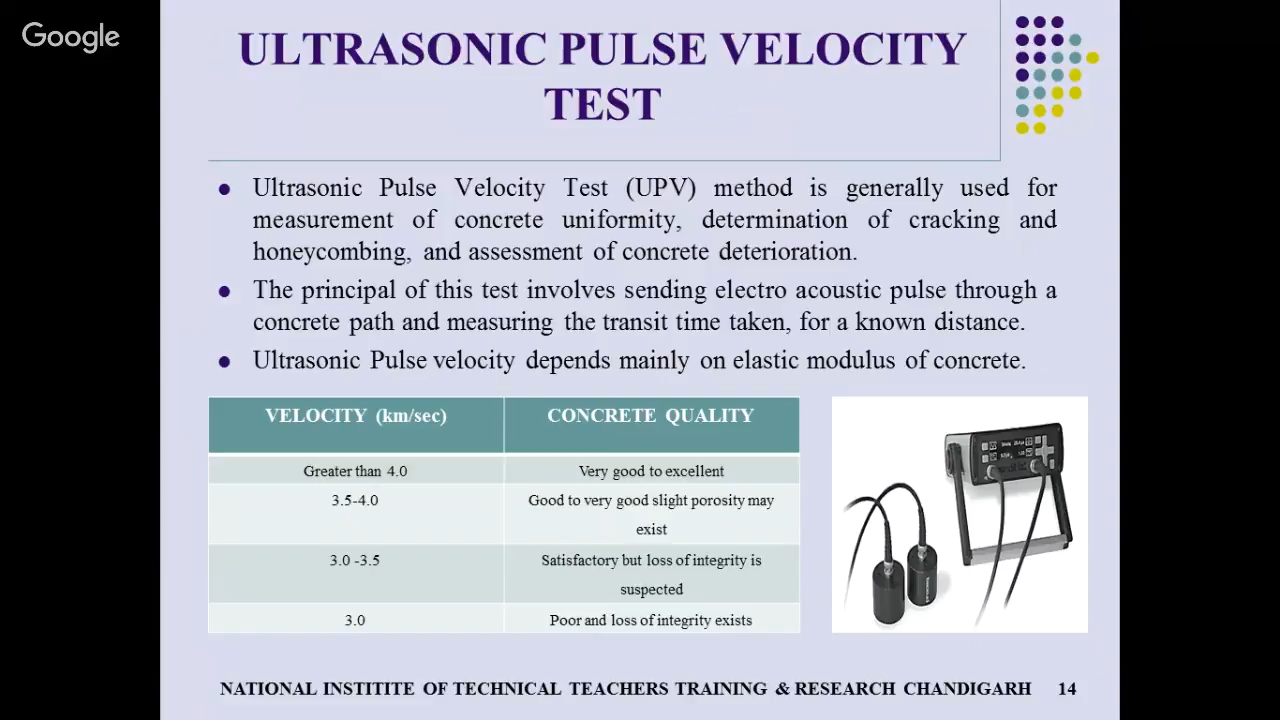 Google
ULTRASONIC PULSE VELOCITY
TEST
Ultrasonic Pulse Velocity Test (UPV) method is generally used for
measurement of concrete uniformity, determination of cracking and
honeycombing, and assessment of concrete deterioration.
The principal of this test involves sending electro acoustic pulse through a
concrete path and measuring the transit time taken, for a known distance.
Ultrasonic Pulse velocity depends mainly on elastic modulus of concrete.
VELOCITY (km/sec) CONCRETE QUALITY
Greater than 4.0 Very good to excellent
3.5-4.0 Good to very good slight porosity may
exist
3.0 -3.5 Satisfactory but loss of integrity is
suspected
3.0 Poor and loss of integrity exists
NATIONAL INSTITITE OF TECHNICAL TEACHERS TRAINING & RESEARCH CHANDIGARH 14